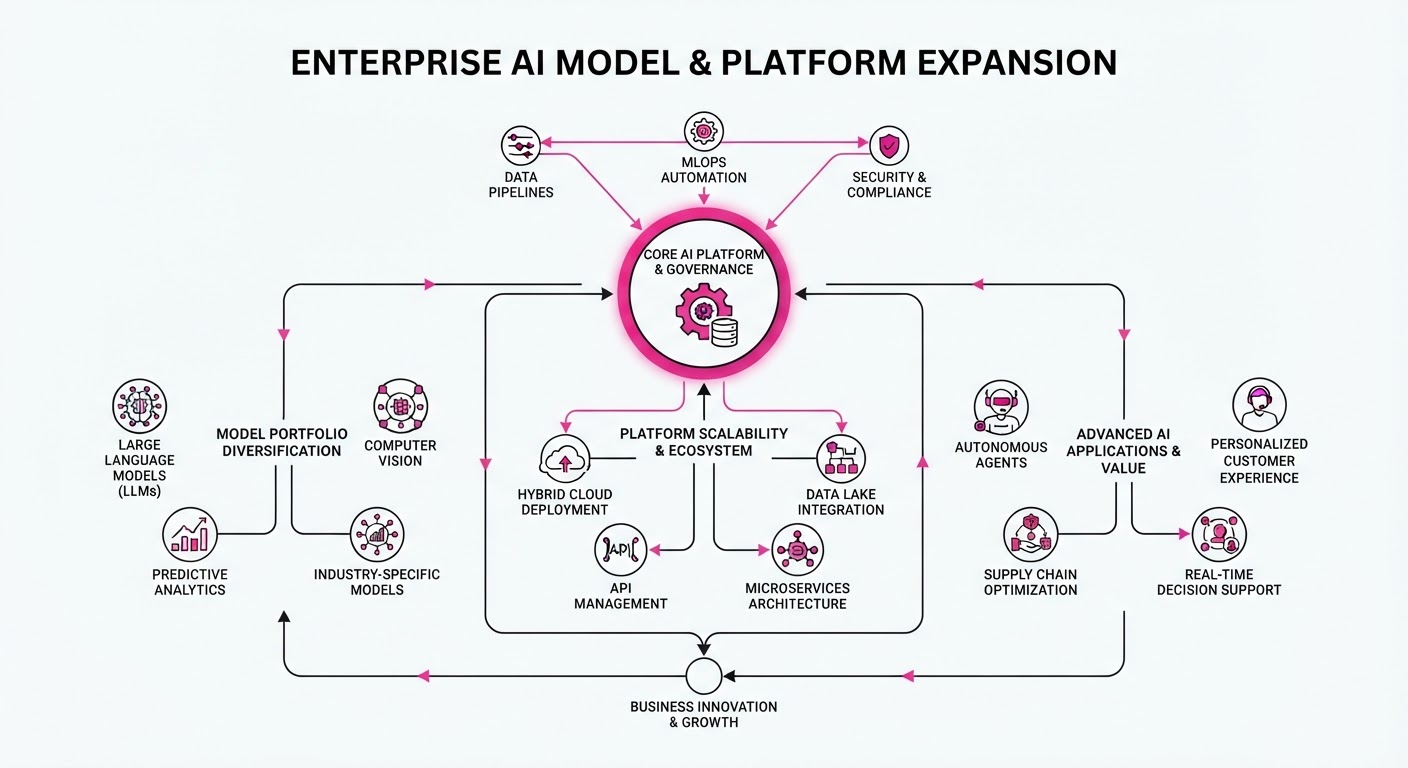 ENTERPRISE AI MODEL & PLATFORM EXPANSION
DATA
PIPELINES
MLOPS
AUTOMATION
SECURITY &
COMPLIANCE
CORE AI PLATFORM
& GOVERNANCE
LARGE
LANGUAGE
MODELS
(LLMs)
MODEL PORTFOLIO
DIVERSIFICATION
COMPUTER
VISION
PREDICTIVE
ANALYTICS
INDUSTRY-SPECIFIC
MODELS
PLATFORM SCALABILITY
& ECOSYSTEM
HYBRID CLOUD
DEPLOYMENT
DATA LAKE
INTEGRATION
API
API
MANAGEMENT
MICROSERVICES
ARCHITECTURE
AUTONOMOUS
AGENTS
ADVANCED AI
APPLICATIONS &
VALUE
PERSONALIZED
CUSTOMER
EXPERIENCE
SUPPLY CHAIN
OPTIMIZATION
REAL-TIME
DECISION SUPPORT
BUSINESS INNOVATION
& GROWTH